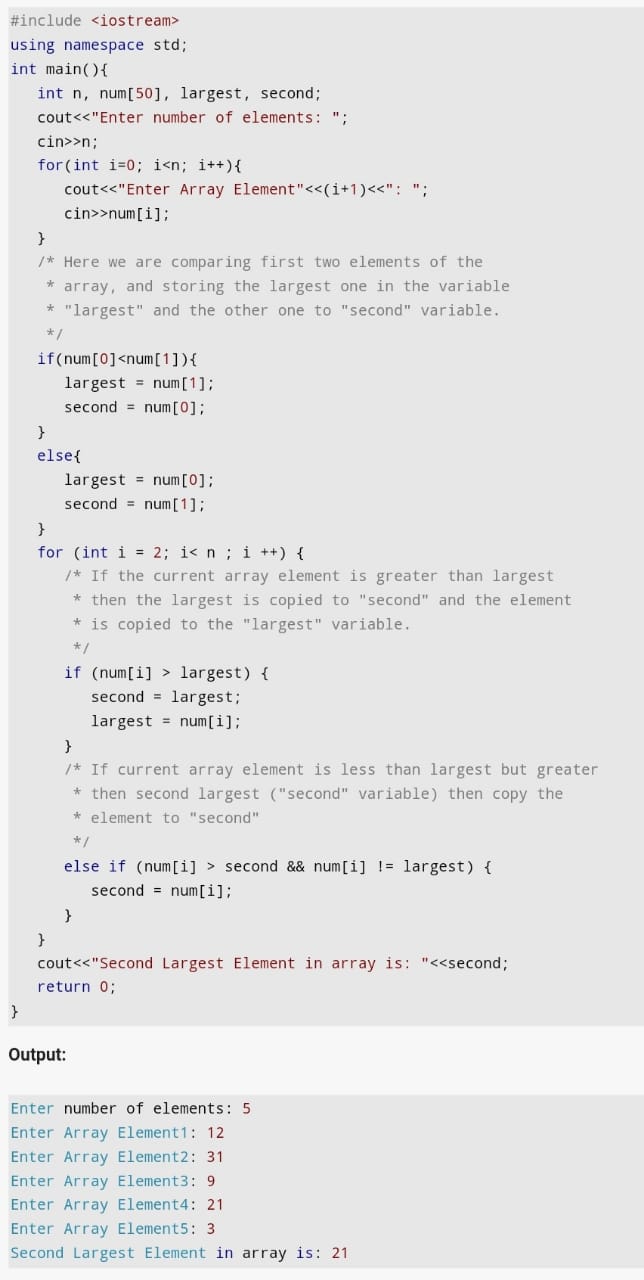 #include <iostream>
using namespace std;
int main(){
   int n, num[50], largest, second;
   cout<<"Enter number of elements: ";
   cin>>n;
   for(int i=0; i<n; i++){
      cout<<"Enter Array Element"<<(i+1)<<": ";
      cin>>num[i];
   }
   /* Here we are comparing first two elements of the
    * array, and storing the largest one in the variable
    * "largest" and the other one to "second" variable.
    */
   if(num[0]<num[1]){
      largest = num[1];
      second = num[0];
   }
   else{
      largest = num[0];
      second = num[1];
   }
   for (int i = 2; i< n ; i ++) {
      /* If the current array element is greater than largest
       * then the largest is copied to "second" and the element
       * is copied to the "largest" variable.
       */
      if (num[i] > largest) {
         second = largest;
         largest = num[i];
      }
      /* If current array element is less than largest but greater
       * then second largest ("second" variable) then copy the
       * element to "second"
       */
      else if (num[i] > second && num[i] != largest) {
         second = num[i];
      }
   }
   cout<<"Second Largest Element in array is: "<<second;
   return 0;
}
Output:
Enter number of elements: 5
Enter Array Element1: 12
Enter Array Element2: 31
Enter Array Element3: 9
Enter Array Element4: 21
Enter Array Element5: 3
Second Largest Element in array is: 21